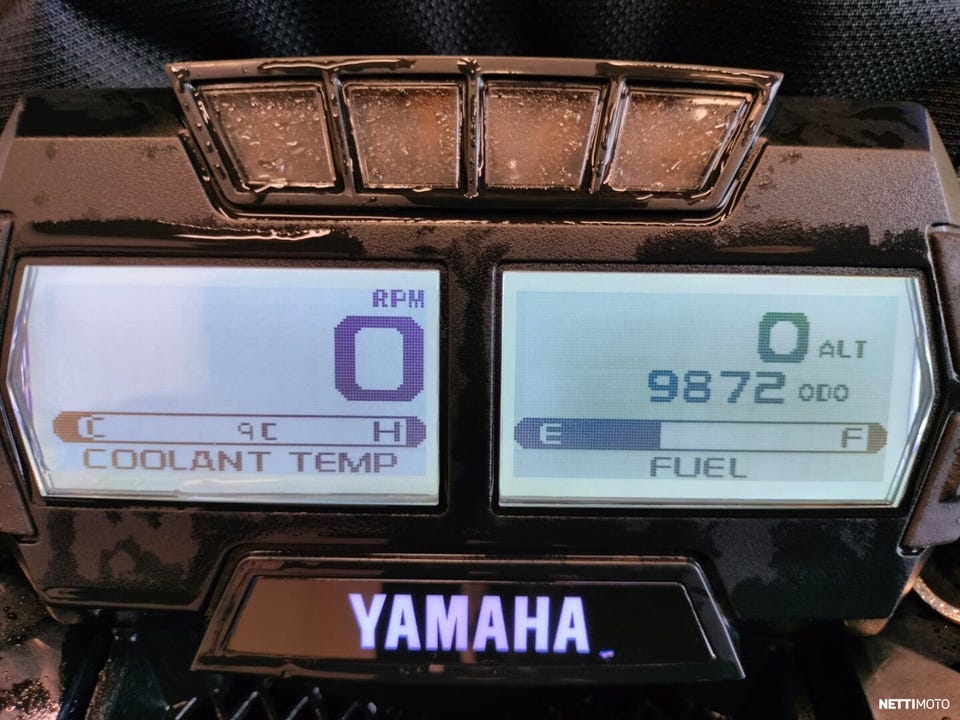 RPM
0
C 9C H
COOLANT TEMP
0 ALT
9872 ODO
E F
FUEL
YAMAHA
NETTIMOTO